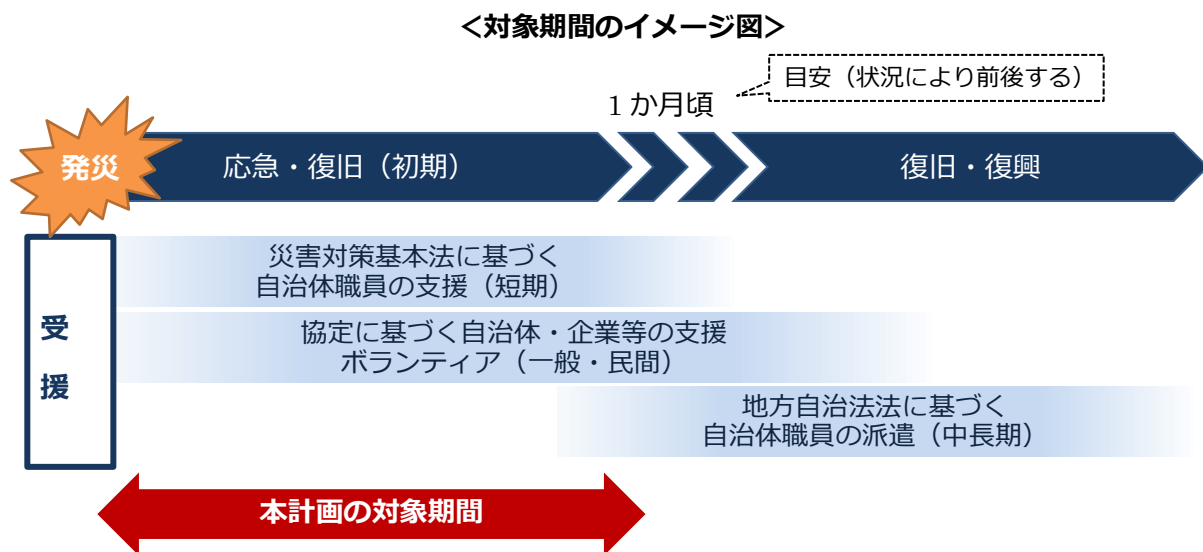 <対象期間のイメージ図>
目安（状況により前後する）
1 か月頃
発災
応急・復旧（初期）
復旧・復興
受
援
災害対策基本法に基づく
自治体職員の支援（短期）
協定に基づく自治体・企業等の支援
ボランティア（一般・民間）
地方自治法法に基づく
自治体職員の派遣（中長期）
本計画の対象期間